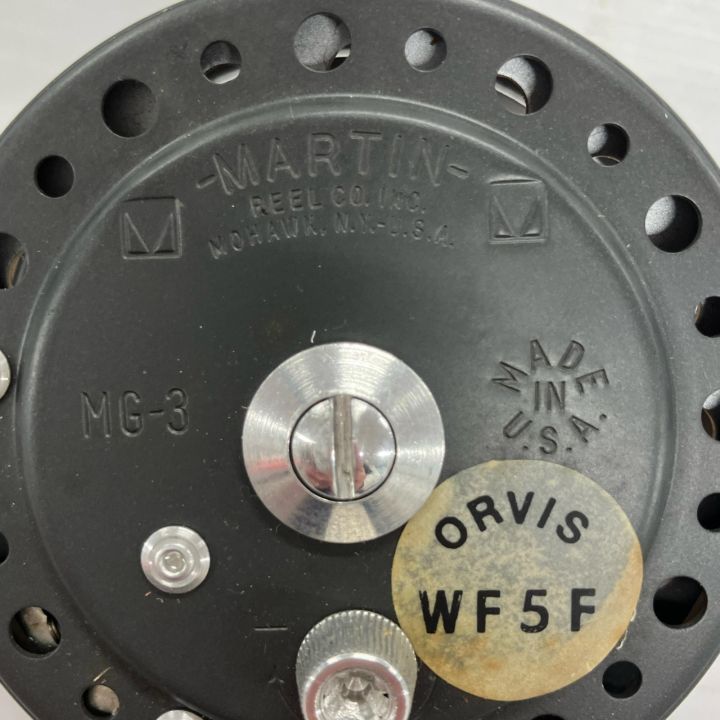 -MARTIN-
REEL CO. INC.
MOHAWK, N.Y.-U.S.A.
M
M
MG-3
MADE
IN
U.S.A.
ORVIS
WF5F